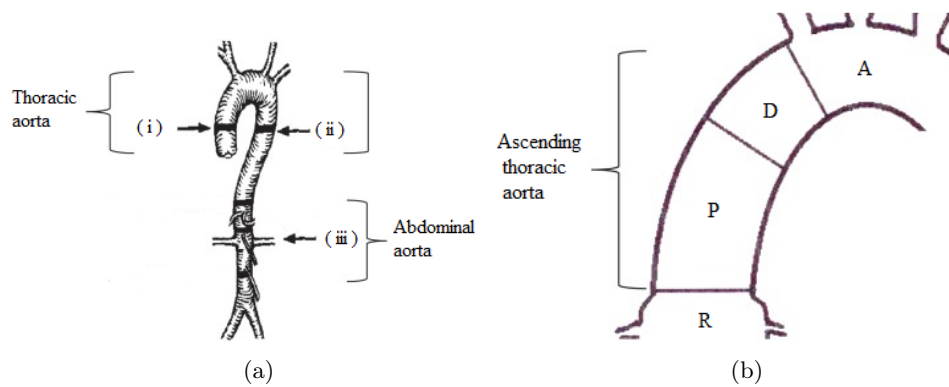 Thoracic
aorta
(i)
(ii)
(iii)
Abdominal
aorta
(a)
Ascending
thoracic
aorta
A
D
P
R
(b)